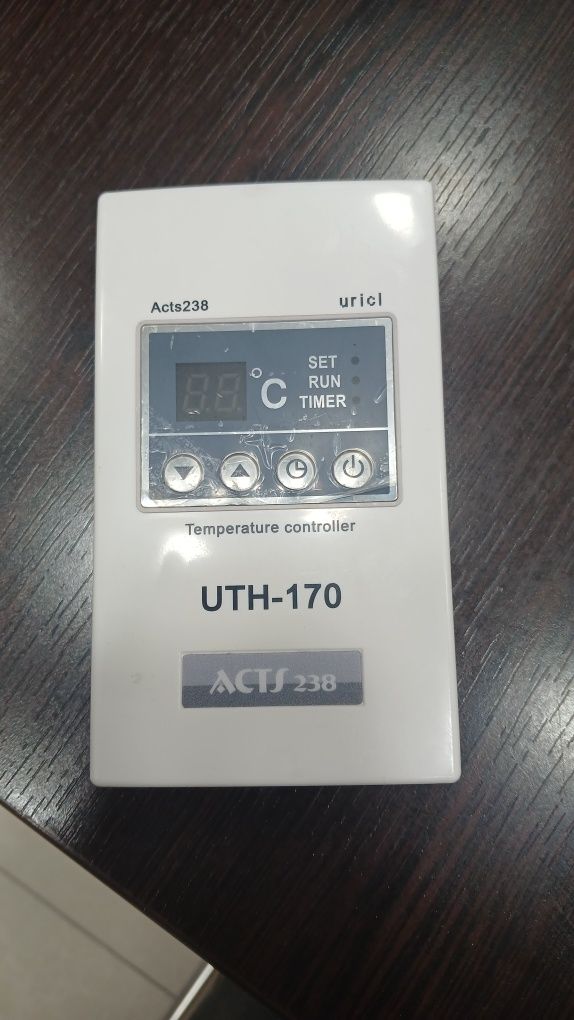 Acts238 uricl
SET
RUN
°C
TIMER
Temperature controller
UTH-170
ACTS 238